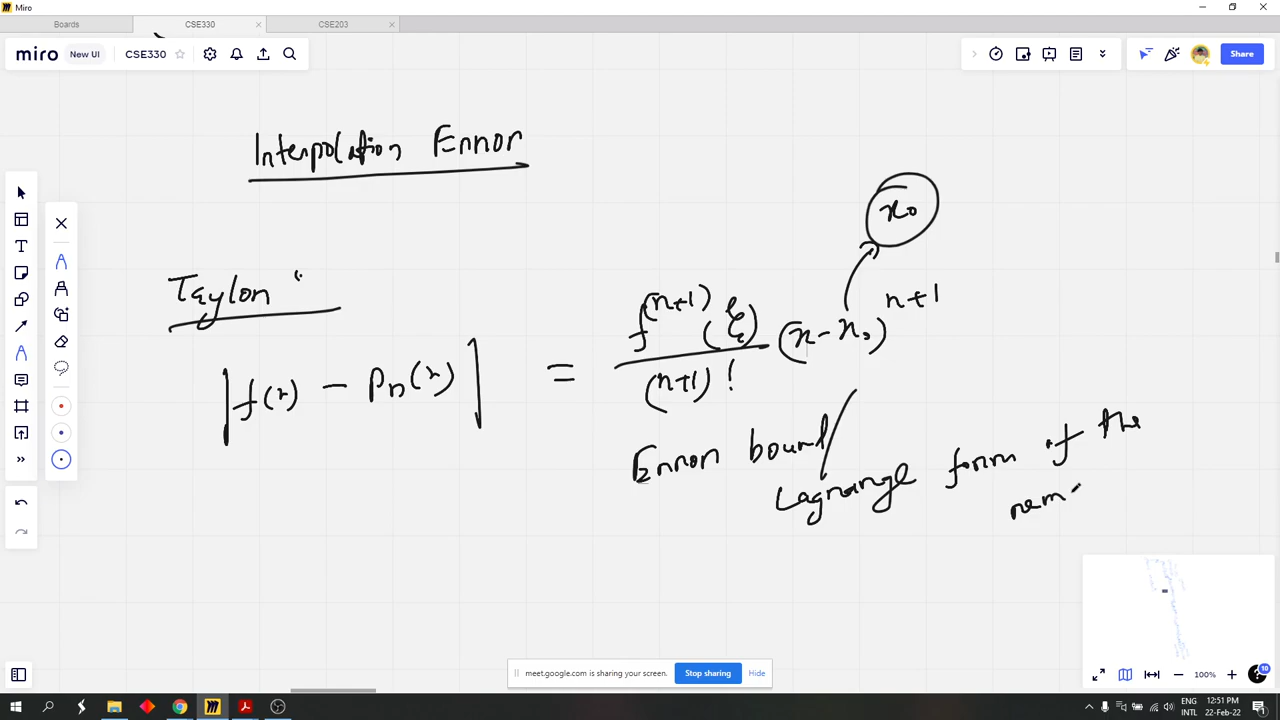 Miro
Boards
CSE330
CSE203
miro
New UI
CSE330
Share
Interpolation Error
x₀
Taylor
|f(x) - Pn(x)| = f^(n+1)(ξ) / (n+1)! (x - x₀)^n+1
Error bound / Lagrange form of the
rem
meet.google.com is sharing your screen.
Stop sharing
Hide
100%
10
ENG
INTL
12:51 PM
22-Feb-22
1